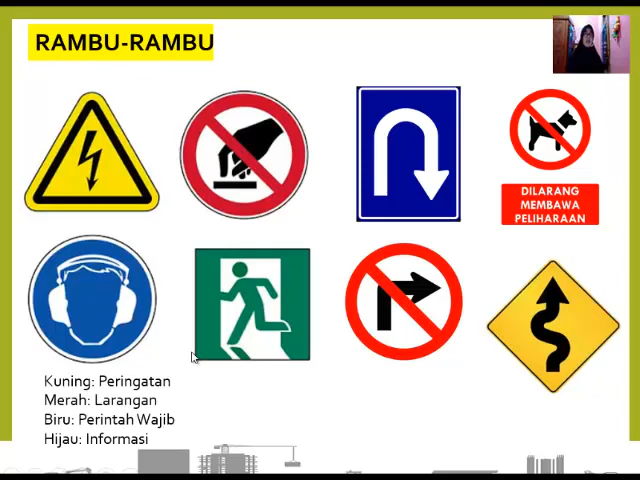 RAMBU-RAMBU
DILARANG
MEMBAWA
PELIHARAAN
Kuning: Peringatan
Merah: Larangan
Biru: Perintah Wajib
Hijau: Informasi